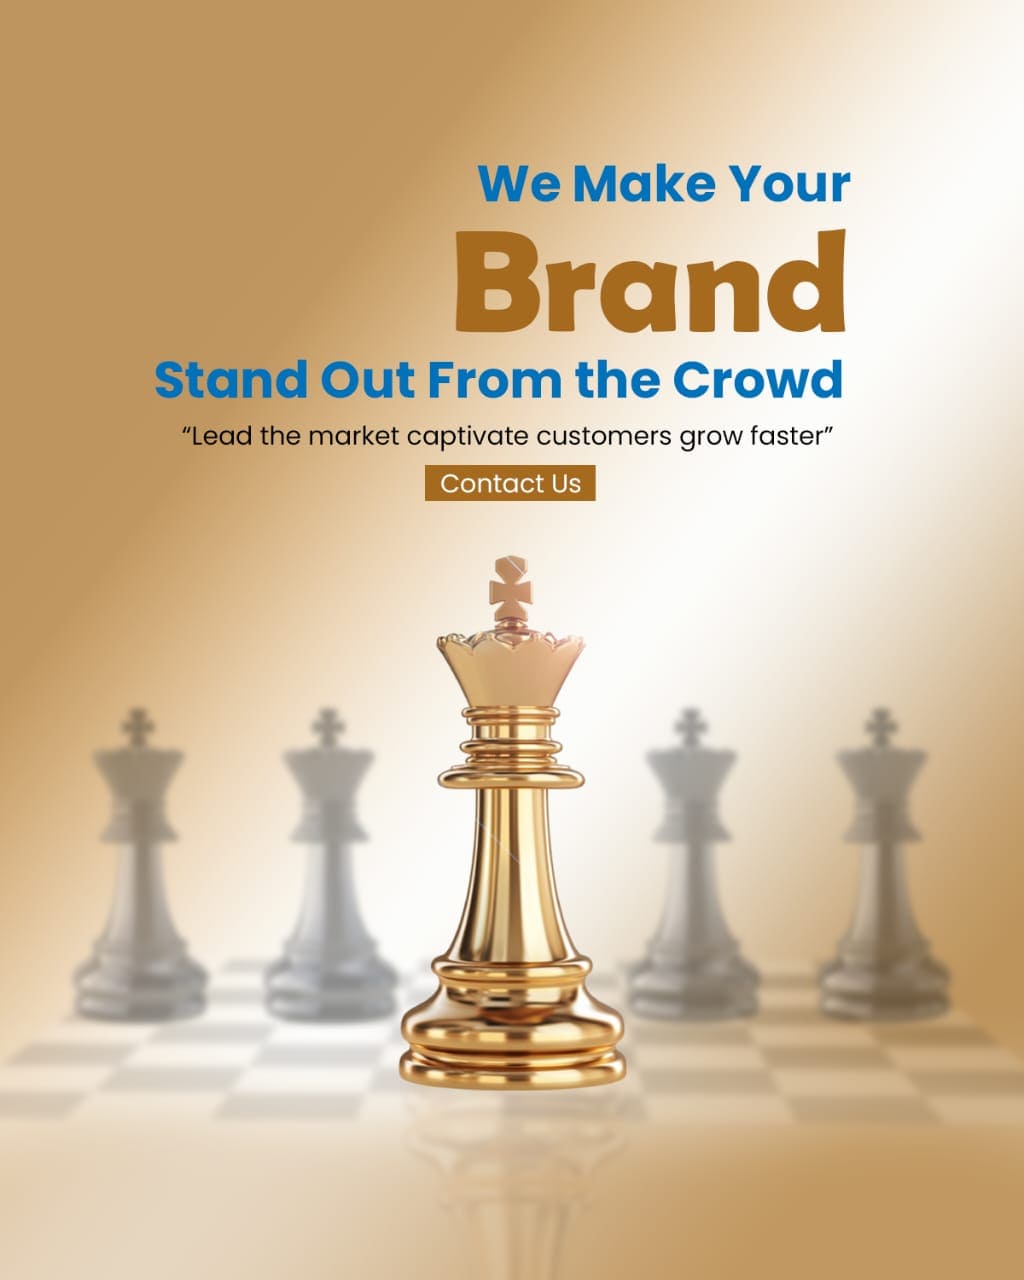 We Make Your
Brand
Stand Out From the Crowd
“Lead the market captivate customers grow faster”
Contact Us